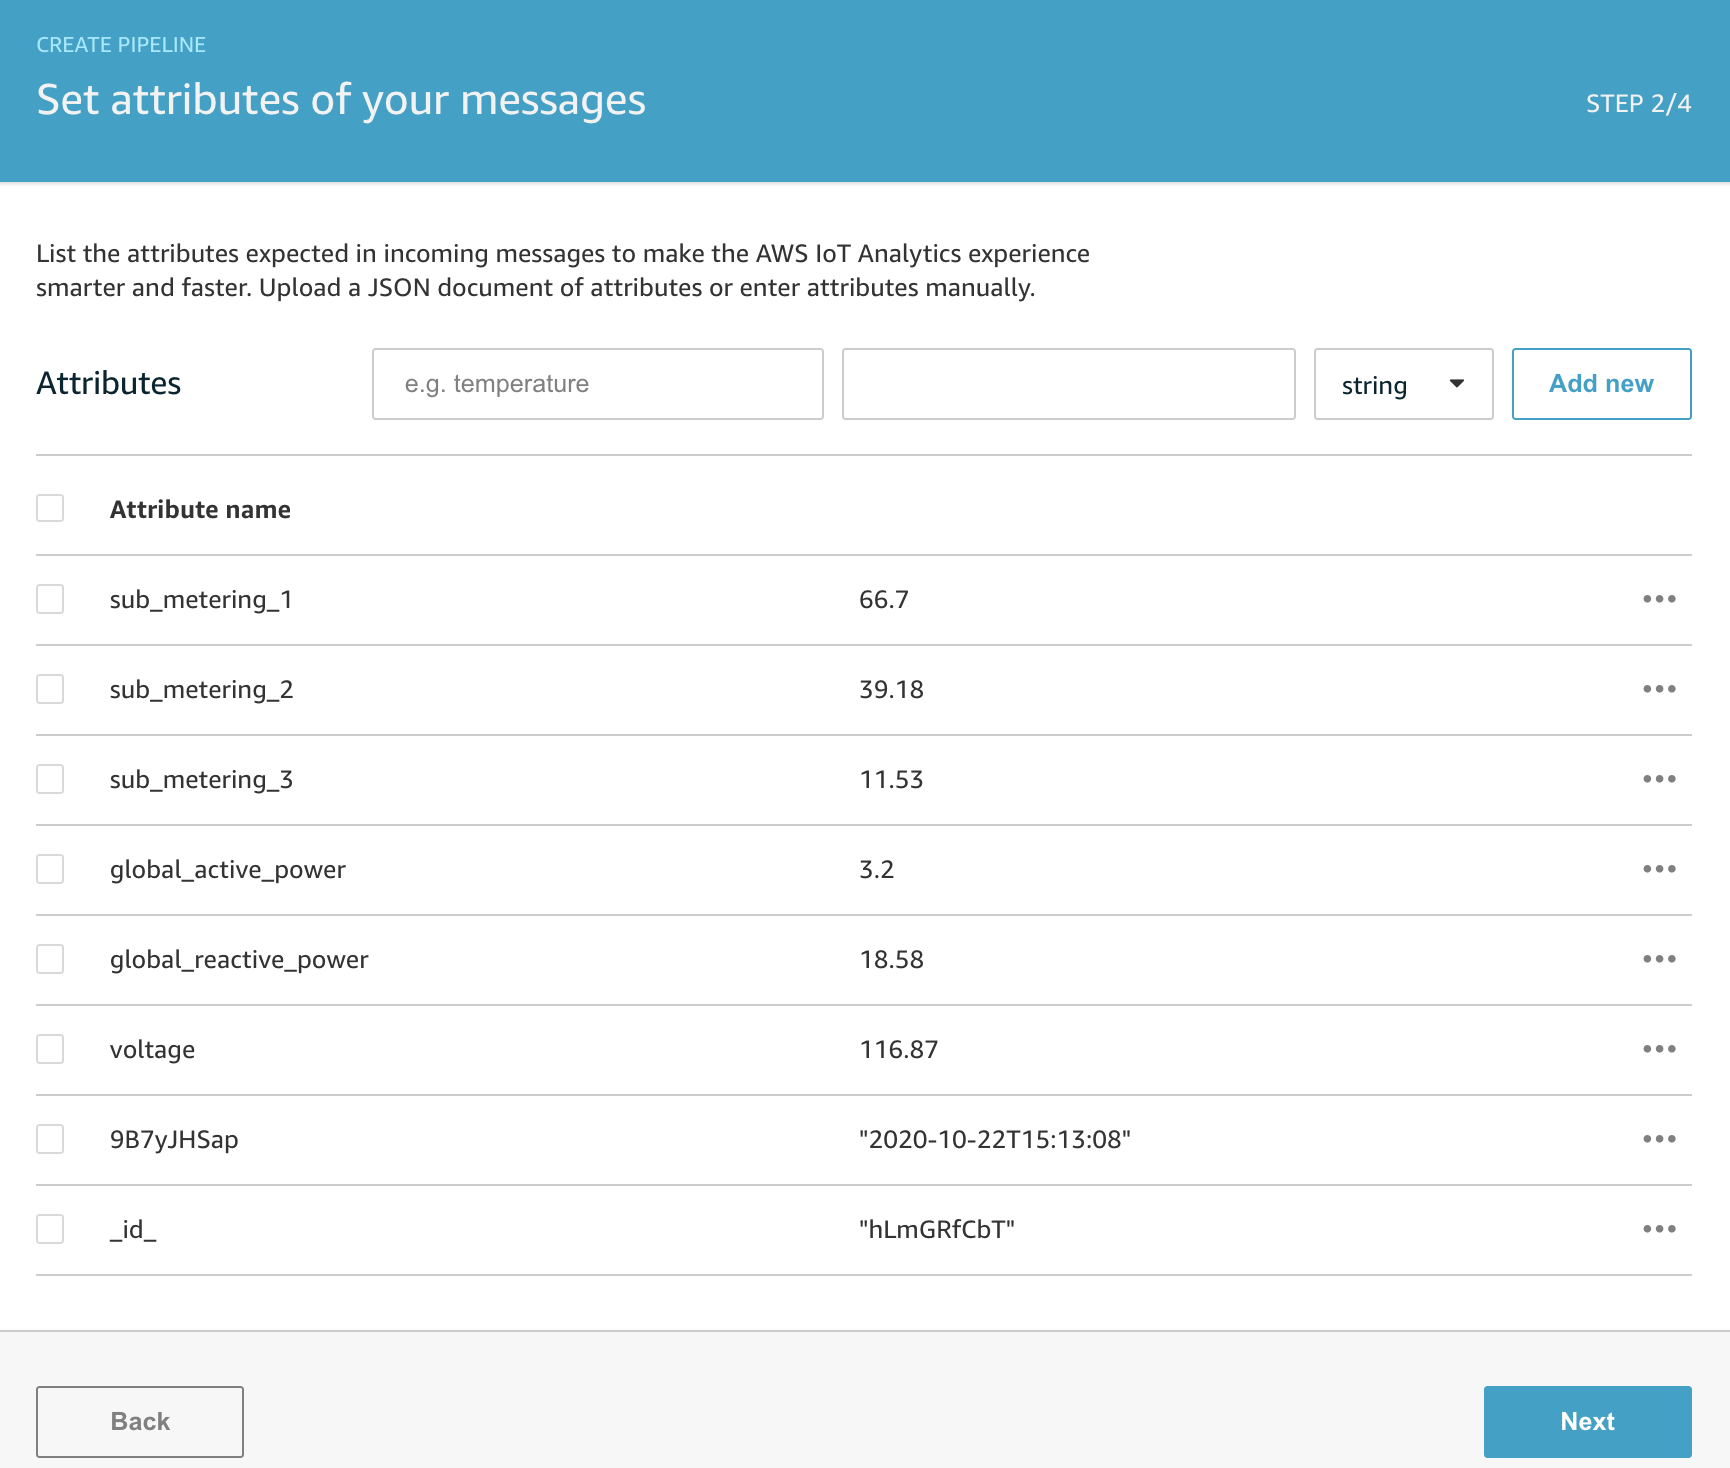 CREATE PIPELINE
Set attributes of your messages
STEP 2/4
List the attributes expected in incoming messages to make the AWS IoT Analytics experience
smarter and faster. Upload a JSON document of attributes or enter attributes manually.
Attributes e.g. temperature string Add new
Attribute name
sub_metering_1 66.7 •••
sub_metering_2 39.18 •••
sub_metering_3 11.53 •••
global_active_power 3.2 •••
global_reactive_power 18.58 •••
voltage 116.87 •••
9B7yJHSap "2020-10-22T15:13:08" •••
_id_ "hLmGRfCbT" •••
Back Next